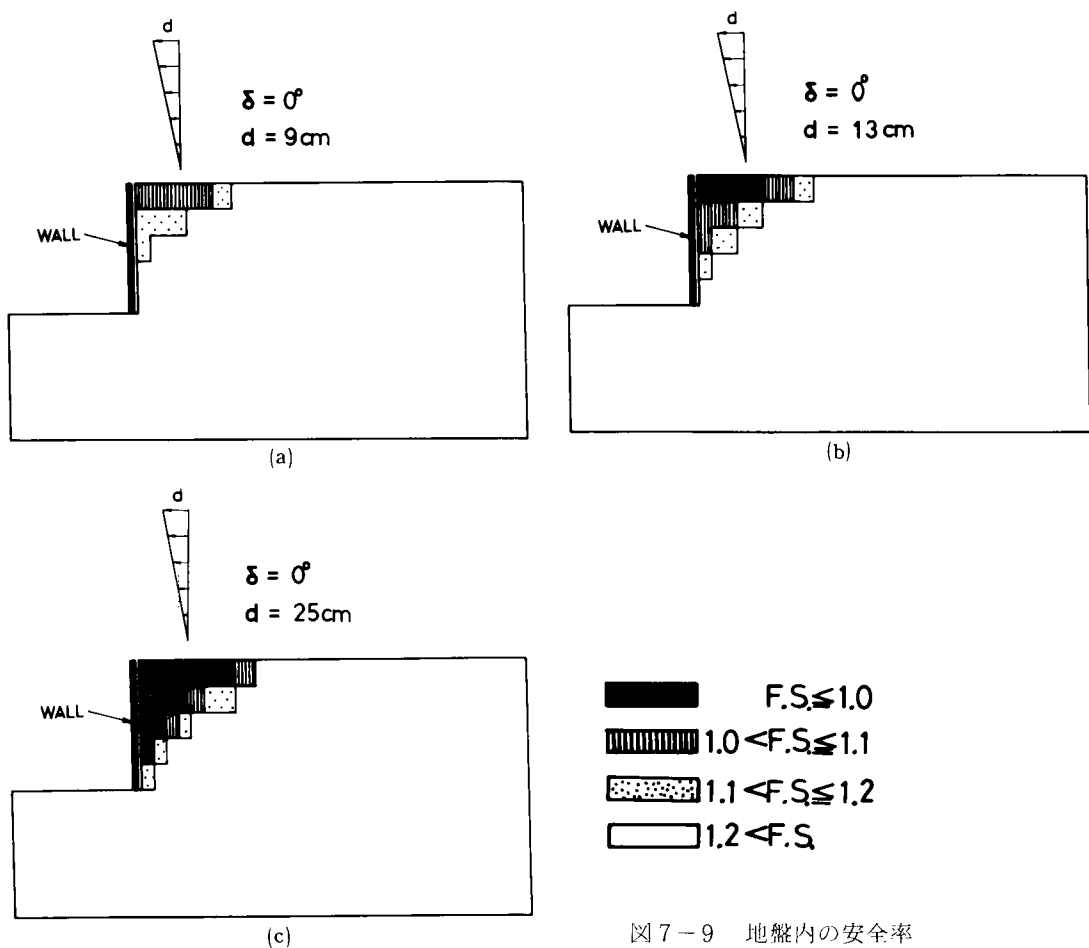 d
δ = 0°
d = 9cm
WALL
(a)
d
δ = 0°
d = 13cm
WALL
(b)
d
δ = 0°
d = 25cm
WALL
(c)
F.S.≦1.0
1.0<F.S.≦1.1
1.1<F.S.≦1.2
1.2<F.S.
図7-9 地盤内の安全率